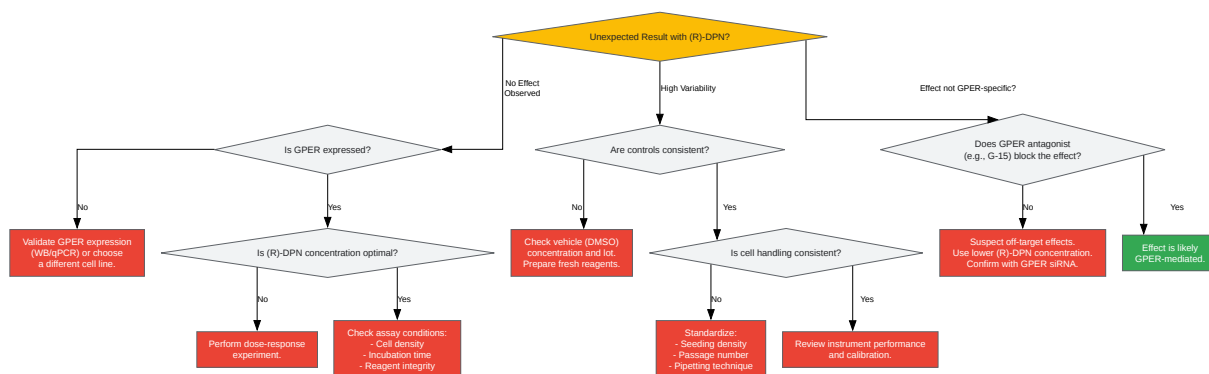 Unexpected Result with (R)-DPN?
No Effect
Observed
High Variability
Effect not GPER-specific?
Is GPER expressed?
Are controls consistent?
Does GPER antagonist
(e.g., G-15) block the effect?
No
Yes
No
Yes
No
Yes
Validate GPER expression
(WB/qPCR) or choose
a different cell line.
Is (R)-DPN concentration optimal?
Check vehicle (DMSO)
concentration and lot.
Prepare fresh reagents.
Is cell handling consistent?
Suspect off-target effects.
Use lower (R)-DPN concentration.
Confirm with GPER siRNA.
Effect is likely
GPER-mediated.
No
Yes
No
Yes
Perform dose-response
experiment.
Check assay conditions:
- Cell density
- Incubation time
- Reagent integrity
Standardize:
- Seeding density
- Passage number
- Pipetting technique
Review instrument performance
and calibration.